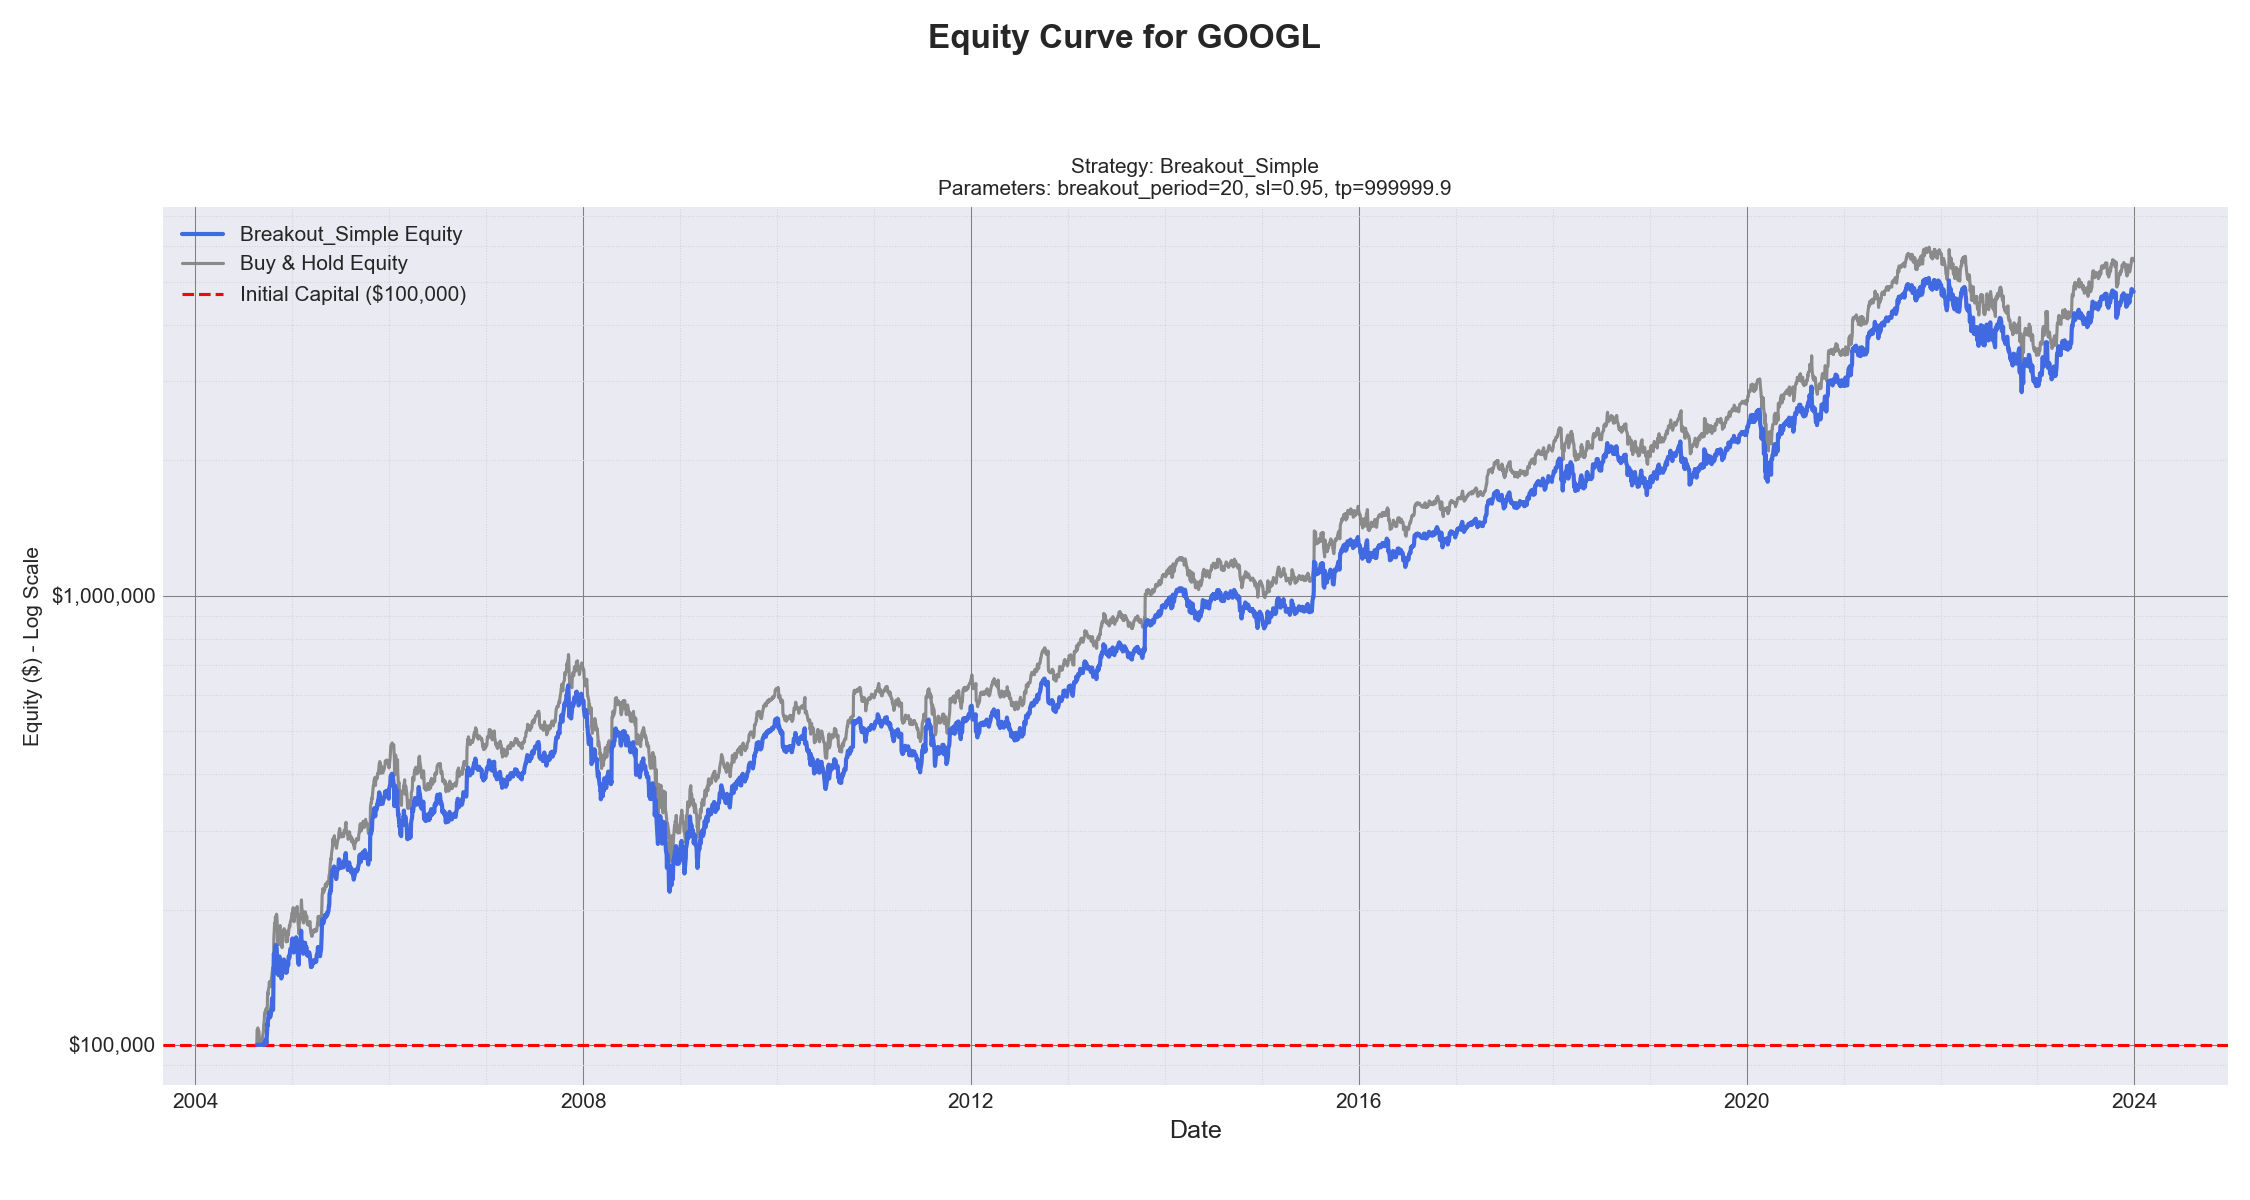 Equity Curve for GOOGL
Strategy: Breakout_Simple
Parameters: breakout_period=20, sl=0.95, tp=999999.9
Breakout_Simple Equity
Buy & Hold Equity
Initial Capital ($100,000)
Equity ($) - Log Scale
$1,000,000
$100,000
2004
2008
2012
2016
2020
2024
Date